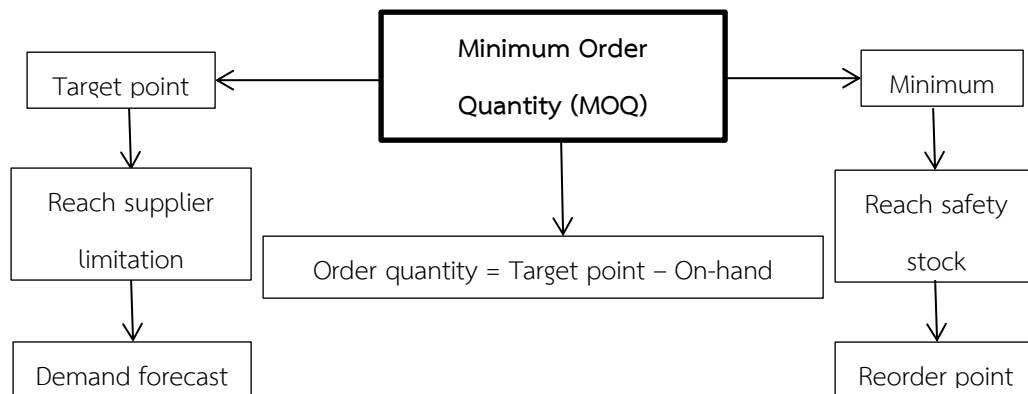 Minimum Order
Quantity (MOQ)
Target point
Minimum
Reach supplier
limitation
Order quantity = Target point – On-hand
Reach safety
stock
Demand forecast
Reorder point